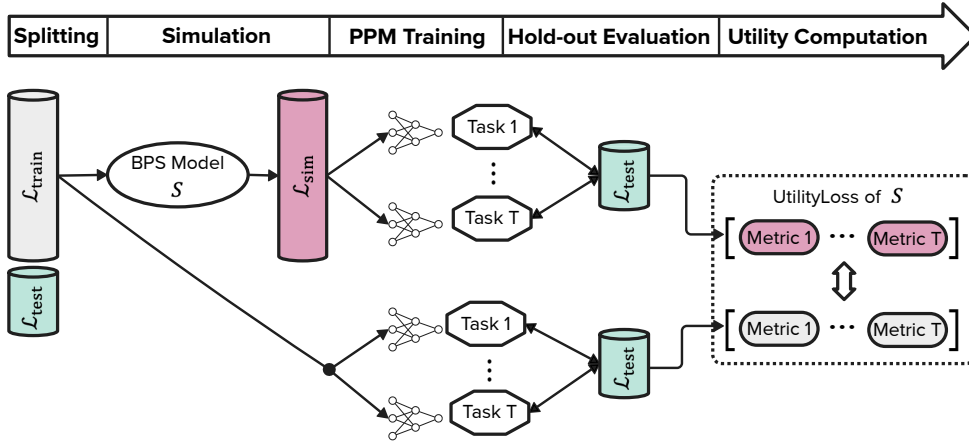 Splitting
Simulation
PPM Training
Hold-out Evaluation
Utility Computation
ℒtrain
ℒtest
BPS Model
S
ℒsim
Task 1
⋮
Task T
ℒtest
UtilityLoss of S
[ Metric 1 ··· Metric T ]
Task 1
⋮
Task T
ℒtest
[ Metric 1 ··· Metric T ]